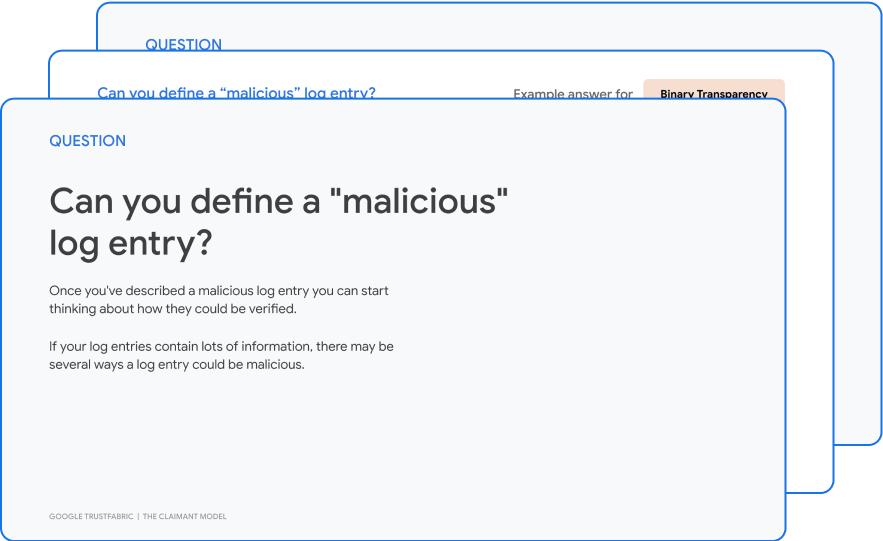 QUESTION
Can you define a “malicious” log entry?
Example answer for
Binary Transparency
QUESTION
Can you define a "malicious"
log entry?
Once you've described a malicious log entry you can start
thinking about how they could be verified.
If your log entries contain lots of information, there may be
several ways a log entry could be malicious.
GOOGLE TRUSTFABRIC | THE CLAIMANT MODEL